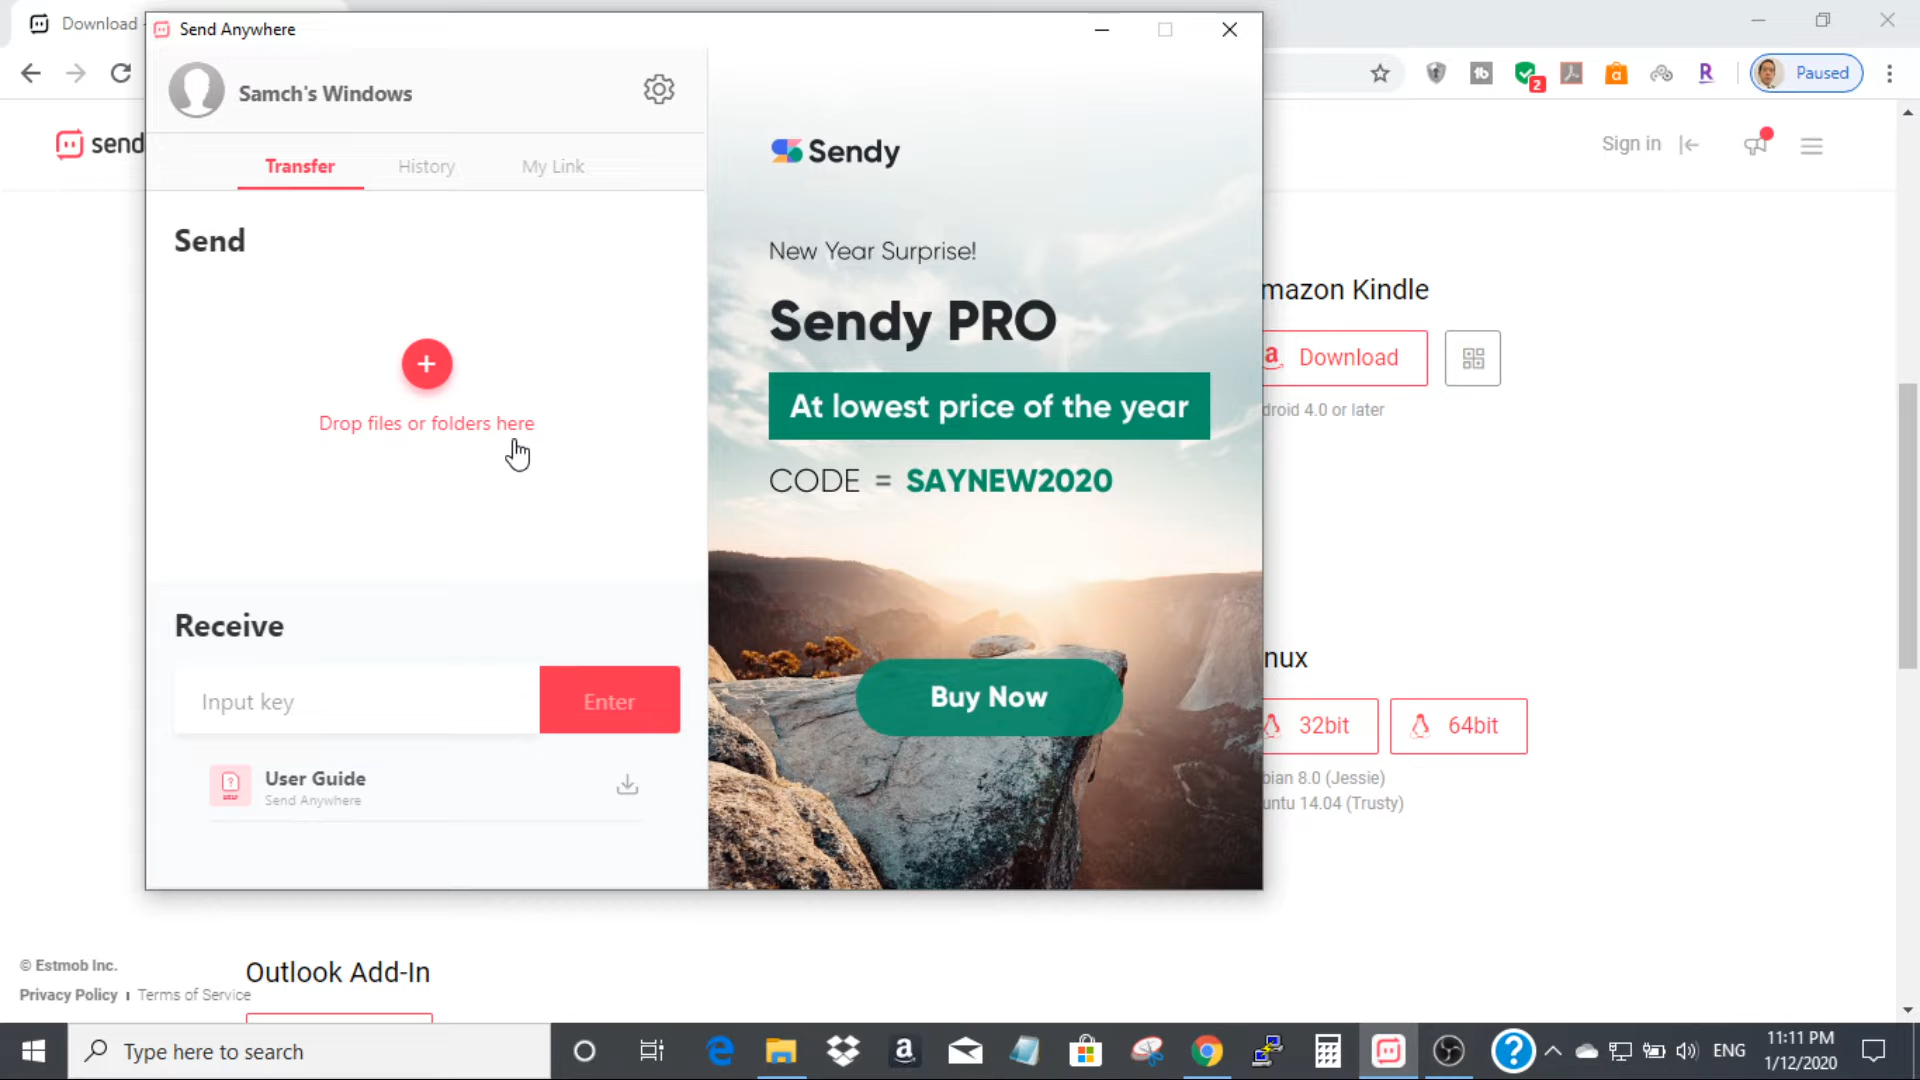 Download
Send Anywhere
Paused
Samch's Windows
send
Sign in
Transfer
History
My Link
Sendy
Send
New Year Surprise!
Sendy PRO
At lowest price of the year
CODE = SAYNEW2020
Drop files or folders here
mazon Kindle
Download
droid 4.0 or later
Receive
Input key
Enter
Buy Now
nux
32bit
64bit
bian 8.0 (Jessie)
untu 14.04 (Trusty)
User Guide
Send Anywhere
© Estmob Inc.
Privacy Policy
Terms of Service
Outlook Add-In
Type here to search
ENG
11:11 PM
1/12/2020